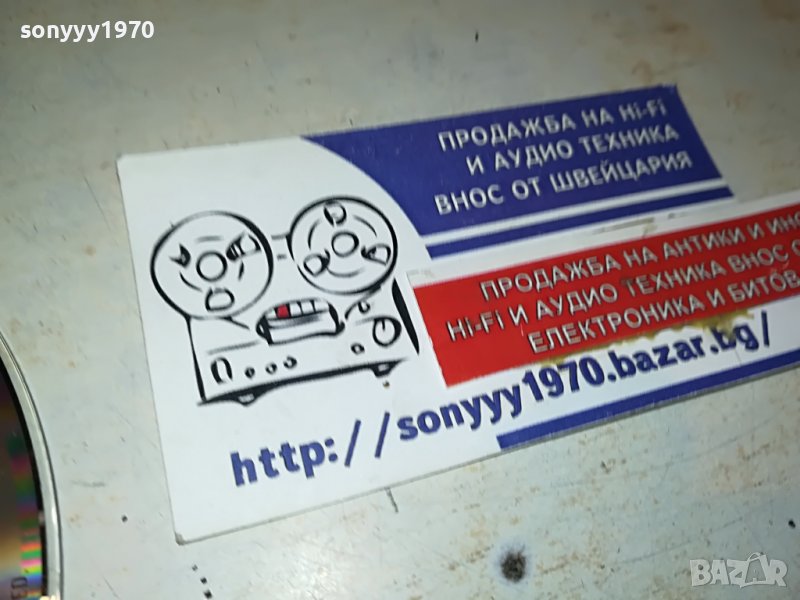 sonyyy1970
ПРОДАЖБА НА Hi-Fi
И АУДИО ТЕХНИКА
ВНОС ОТ ШВЕЙЦАРИЯ
ПРОДАЖБА НА АНТИКИ И
Hi-Fi И АУДИО ТЕХНИКА ВНОС
ЕЛЕКТРОНИКА И
http://sonyyy1970.bazar.bg/
BAZAR